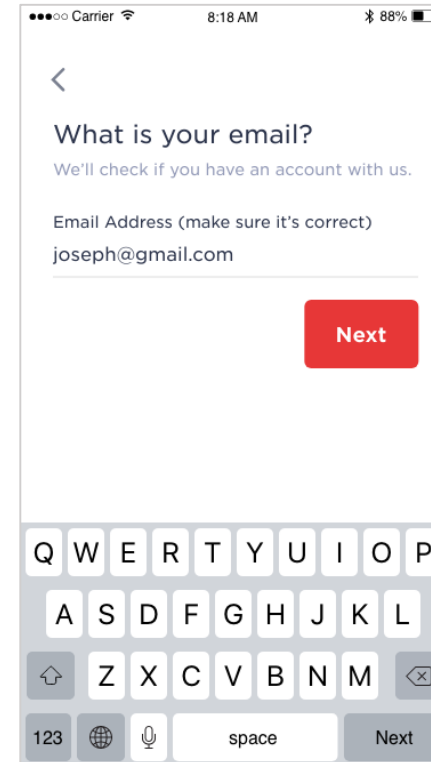 Carrier 8:18 AM 88%
What is your email?
We'll check if you have an account with us.
Email Address (make sure it's correct)
joseph@gmail.com
Next
Q W E R T Y U I O P
A S D F G H J K L
Z X C V B N M
123 space Next